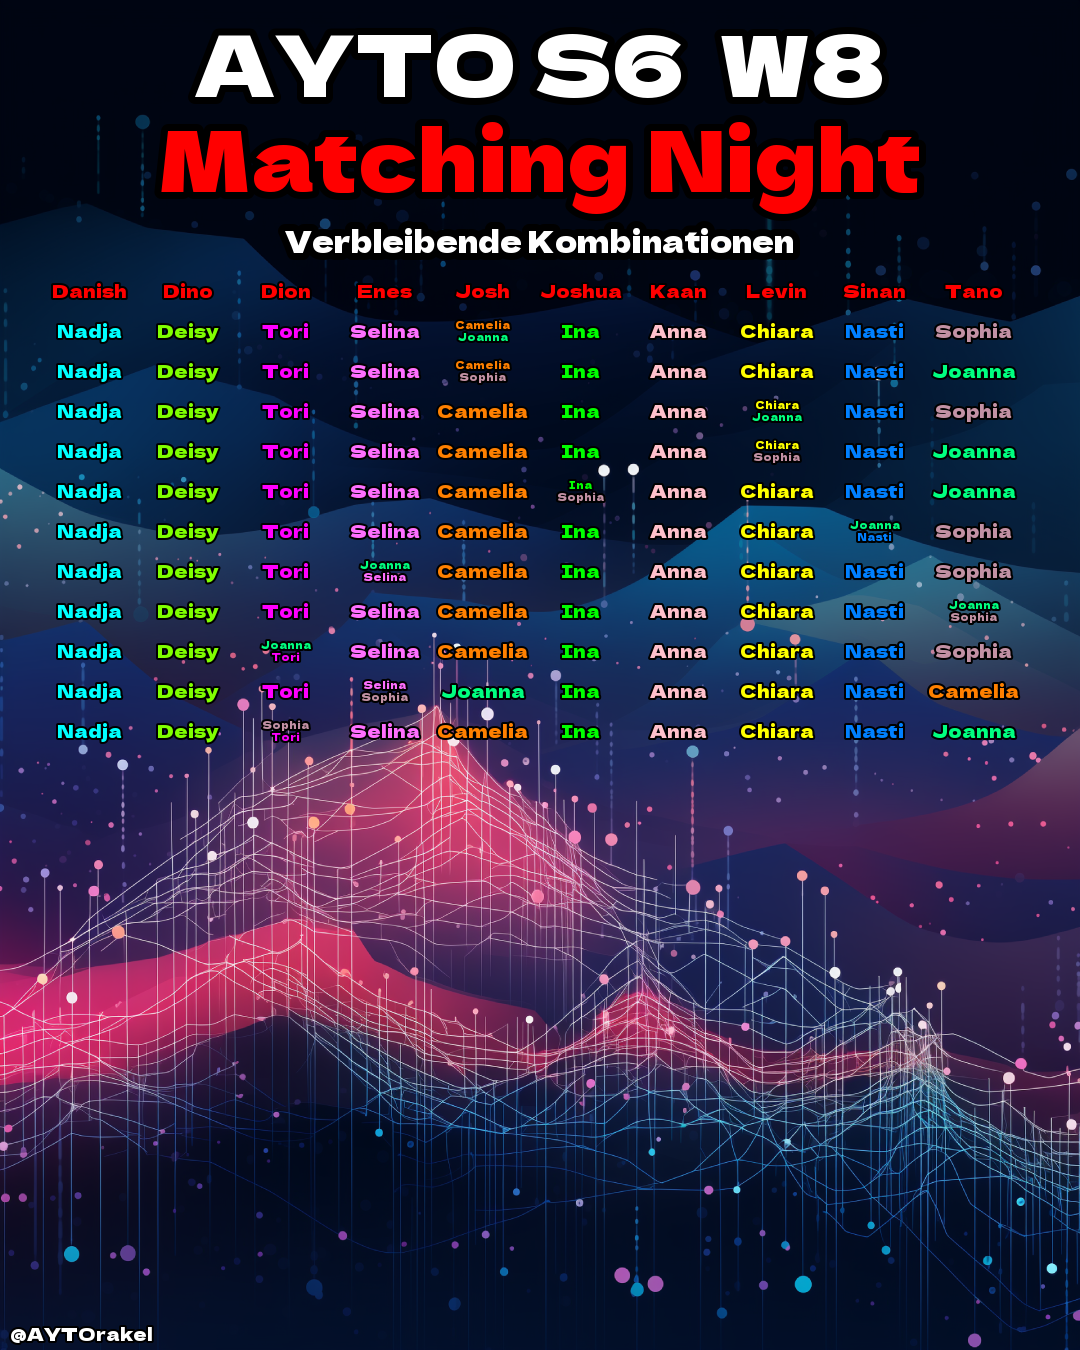 AYTO S6 W8
Matching Night
Verbleibende Kombinationen
Danish Dino Dion Enes Josh Joshua Kaan Levin Sinan Tano
Nadja Deisy Tori Selina Camelia Joanna Ina Anna Chiara Nasti Sophia
Nadja Deisy Tori Selina Camelia Sophia Ina Anna Chiara Nasti Joanna
Nadja Deisy Tori Selina Camelia Ina Anna Chiara Joanna Nasti Sophia
Nadja Deisy Tori Selina Camelia Ina Anna Chiara Sophia Nasti Joanna
Nadja Deisy Tori Selina Camelia Ina Sophia Anna Chiara Nasti Joanna
Nadja Deisy Tori Selina Camelia Ina Anna Chiara Joanna Nasti Sophia
Nadja Deisy Tori Joanna Selina Camelia Ina Anna Chiara Nasti Sophia
Nadja Deisy Tori Selina Camelia Ina Anna Chiara Nasti Joanna Sophia
Nadja Deisy Joanna Tori Selina Camelia Ina Anna Chiara Nasti Sophia
Nadja Deisy Tori Selina Sophia Joanna Ina Anna Chiara Nasti Camelia
Nadja Deisy Sophia Tori Selina Camelia Ina Anna Chiara Nasti Joanna
@AYTOrakel